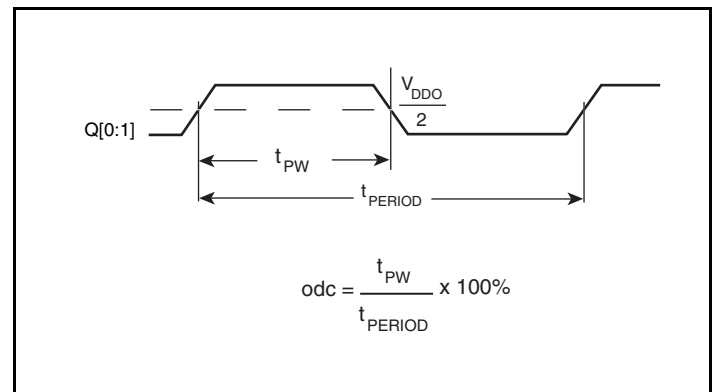 V_DDO
2
Q[0:1]
t_PW
t_PERIOD
odc = t_PW / t_PERIOD x 100%